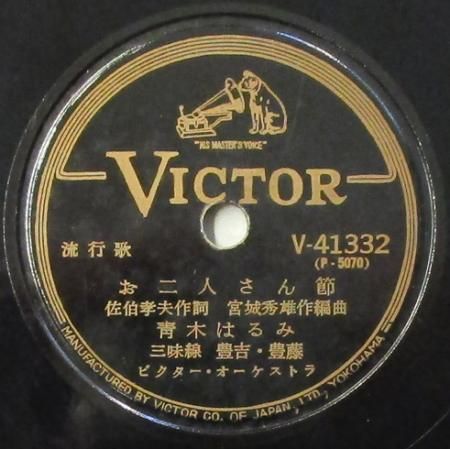 "HIS MASTER'S VOICE"
VICTOR
流行歌
V-41332
(P-5070)
お二人さん節
佐伯孝夫作詞 宮城秀雄作編曲
青木はるみ
三味線 豊吉・豊藤
ビクター・オーケストラ
MANUFACTURED BY VICTOR CO. OF JAPAN, LTD., YOKOHAMA